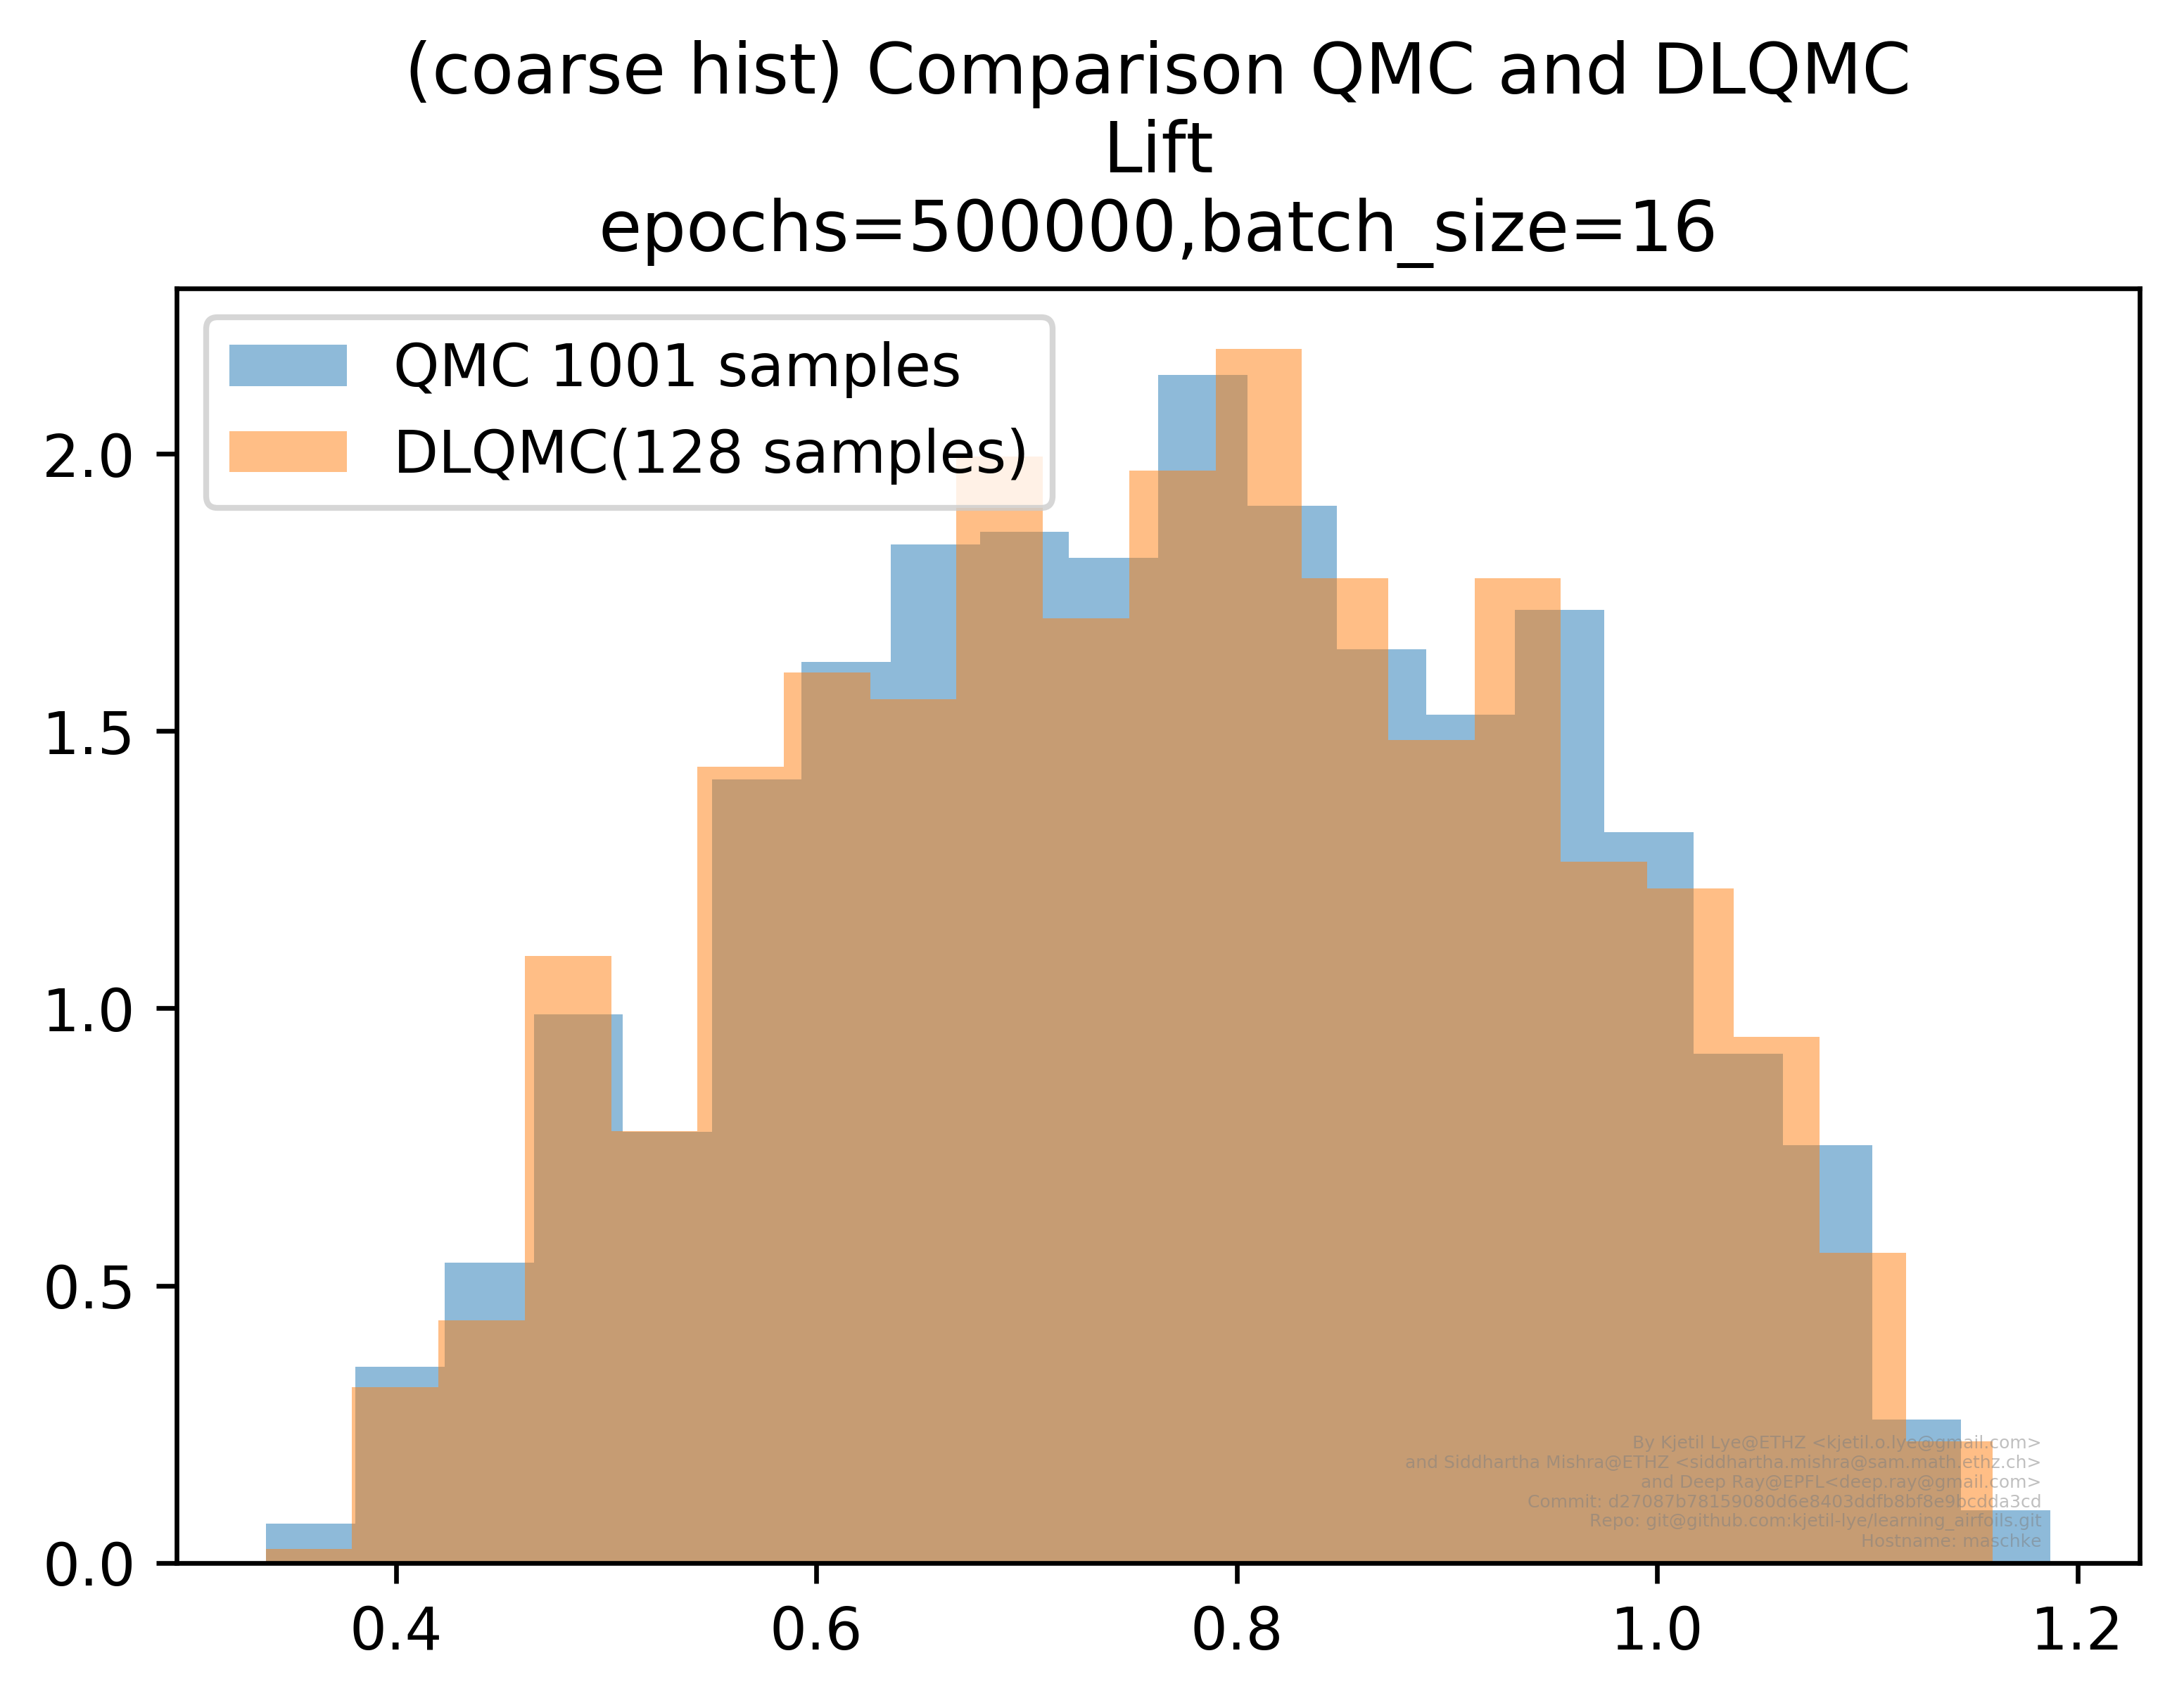 (coarse hist) Comparison QMC and DLQMC
Lift
epochs=500000,batch_size=16
QMC 1001 samples
DLQMC(128 samples)
2.0
1.5
1.0
0.5
0.0
0.4
0.6
0.8
1.0
1.2
By Kjetil Lye@ETHZ <kjetil.o.lye@gmail.com>
and Siddhartha Mishra@ETHZ <siddhartha.mishra@sam.math.ethz.ch>
and Deep Ray@EPFL<deep.ray@gmail.com>
Commit: d27087b78159080d6e8403ddfb8bf8e9bcdda3cd
Repo: git@github.com:kjetil-lye/learning_airfoils.git
Hostname: maschke